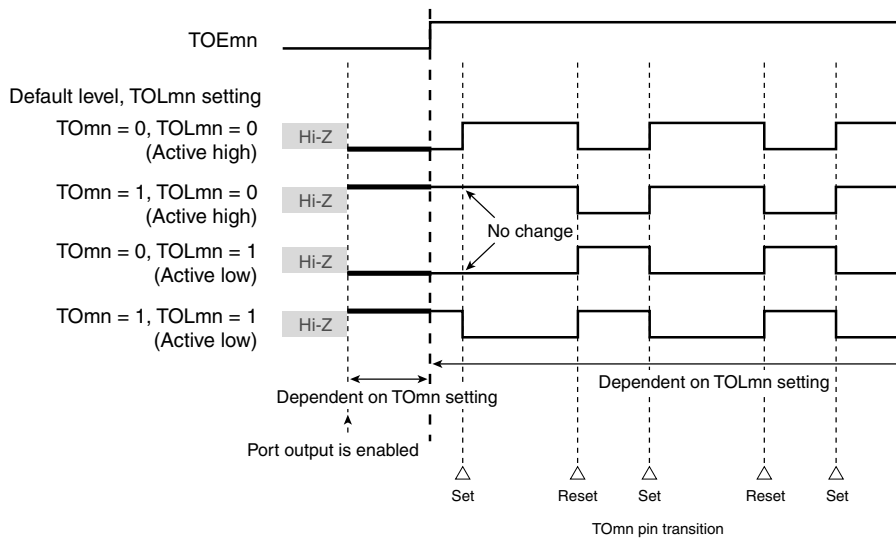 TOEmn
Default level, TOLmn setting
TOmn = 0, TOLmn = 0
(Active high)
Hi-Z
TOmn = 1, TOLmn = 0
(Active high)
Hi-Z
No change
TOmn = 0, TOLmn = 1
(Active low)
Hi-Z
TOmn = 1, TOLmn = 1
(Active low)
Hi-Z
Dependent on TOmn setting
Dependent on TOLmn setting
Port output is enabled
Set
Reset
Set
Reset
Set
TOmn pin transition